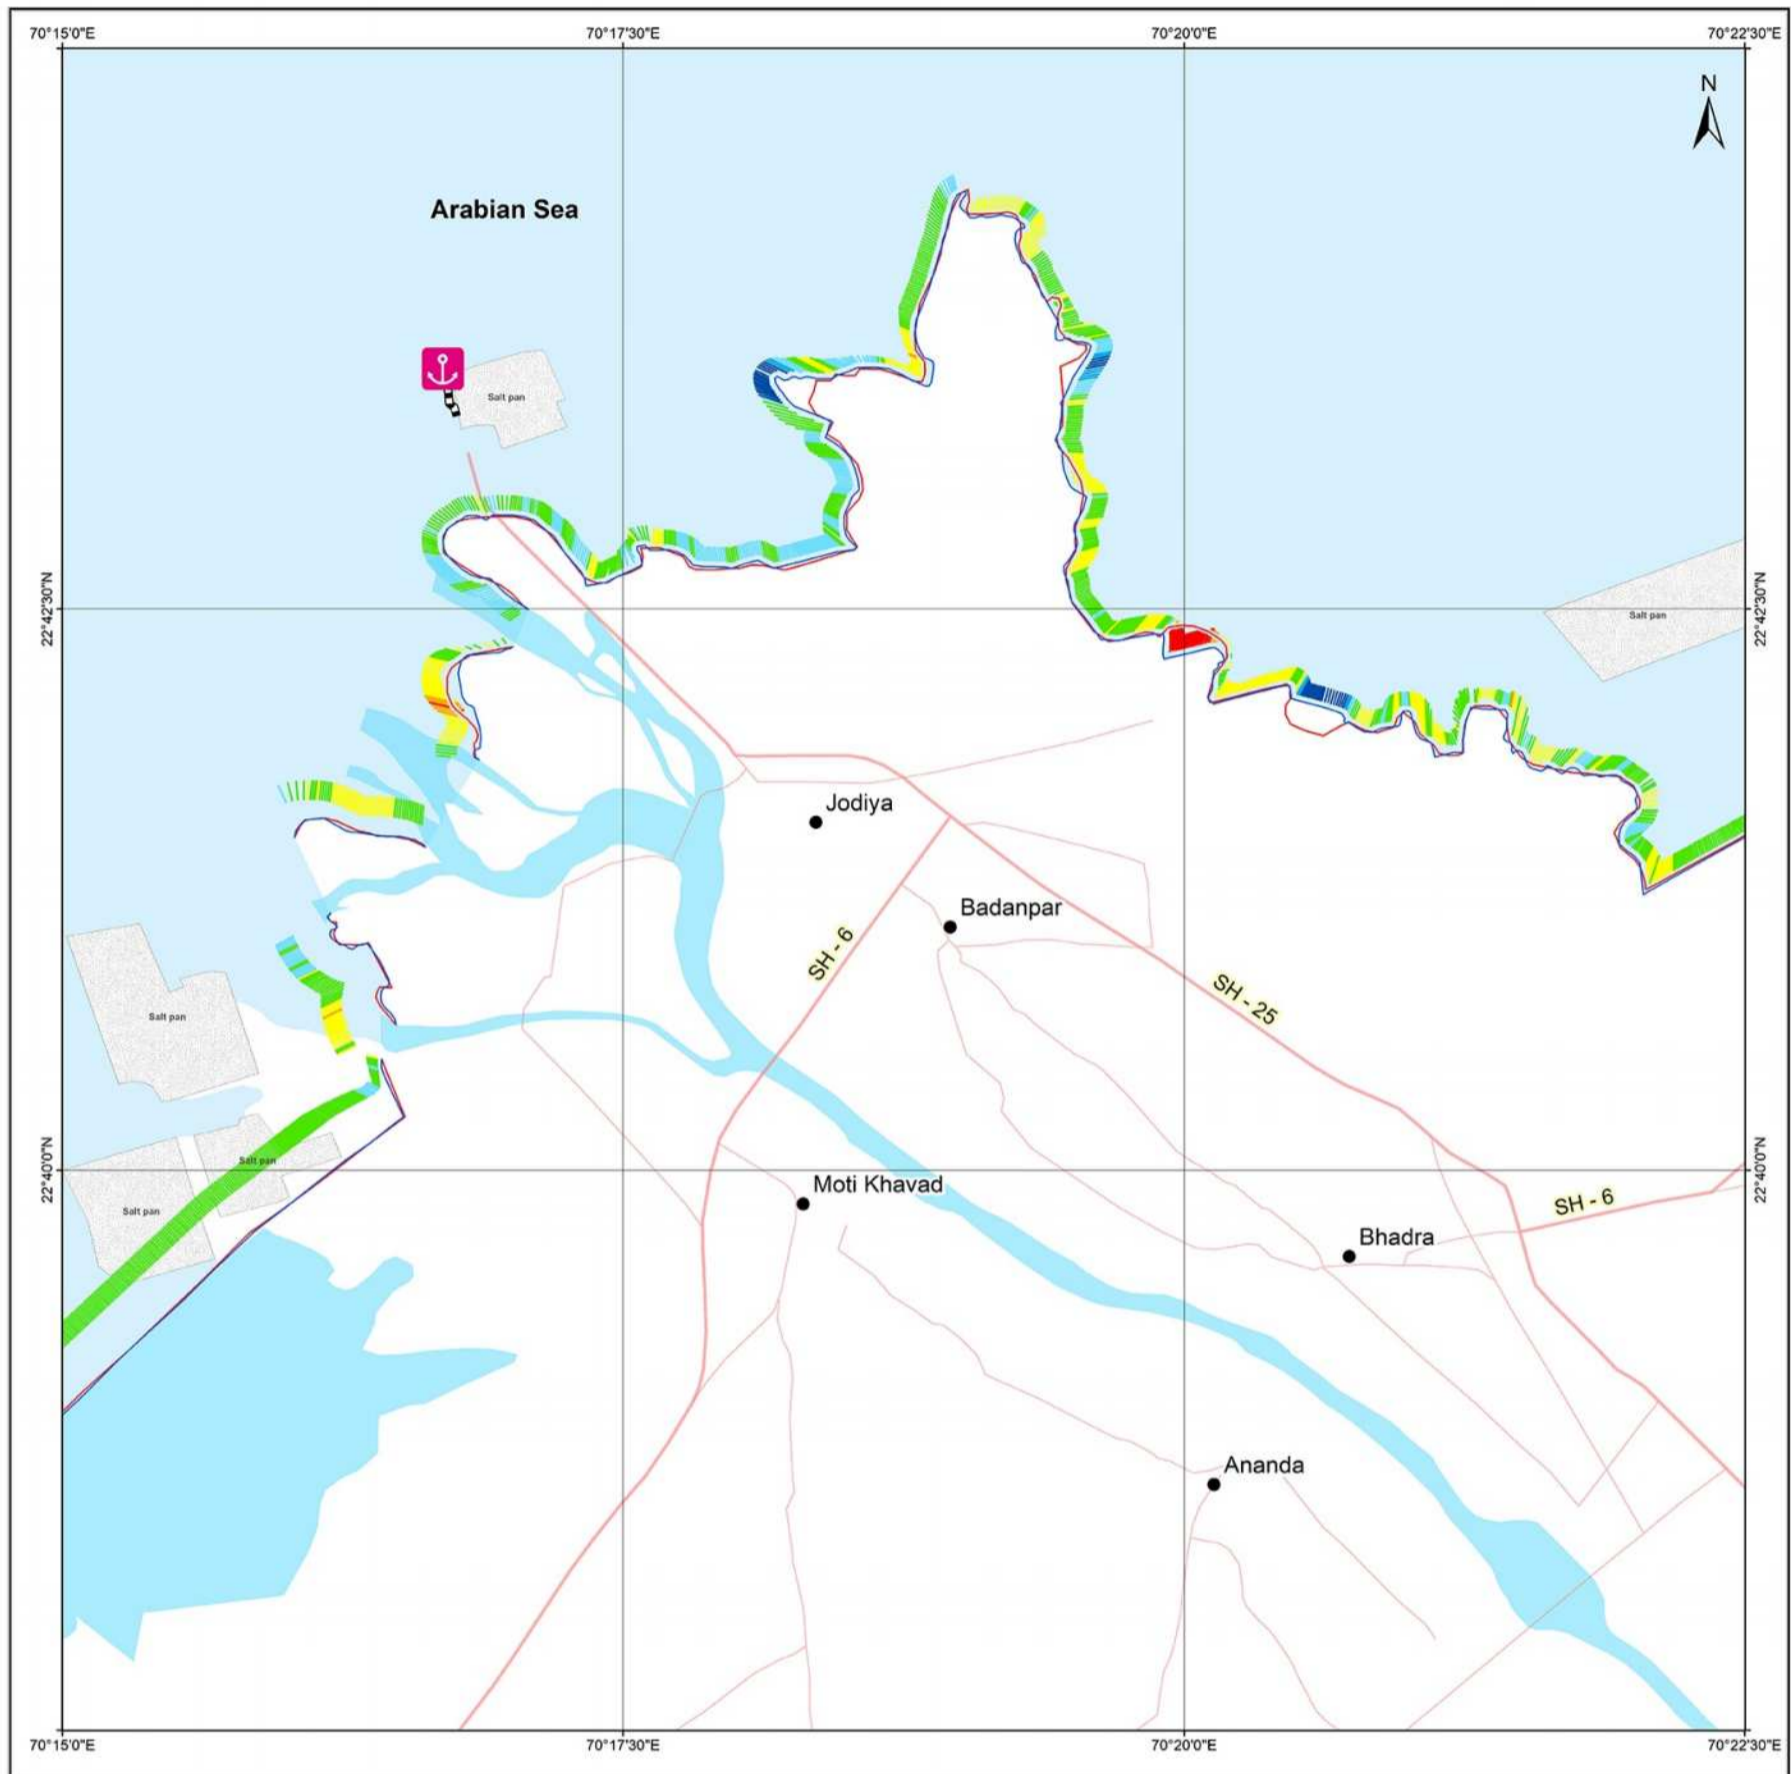 70°15'0"E 70°17'30"E 70°20'0"E 70°22'30"E
N
Arabian Sea
Salt pan
22°42'30"N
Salt pan
22°42'30"N
Jodiya
Badanpar
SH - 6
SH - 25
Salt pan
22°40'0"N
Salt pan
22°40'0"N
Moti Khavad
SH - 6
Salt pan
Bhadra
Ananda
70°15'0"E 70°17'30"E 70°20'0"E 70°22'30"E